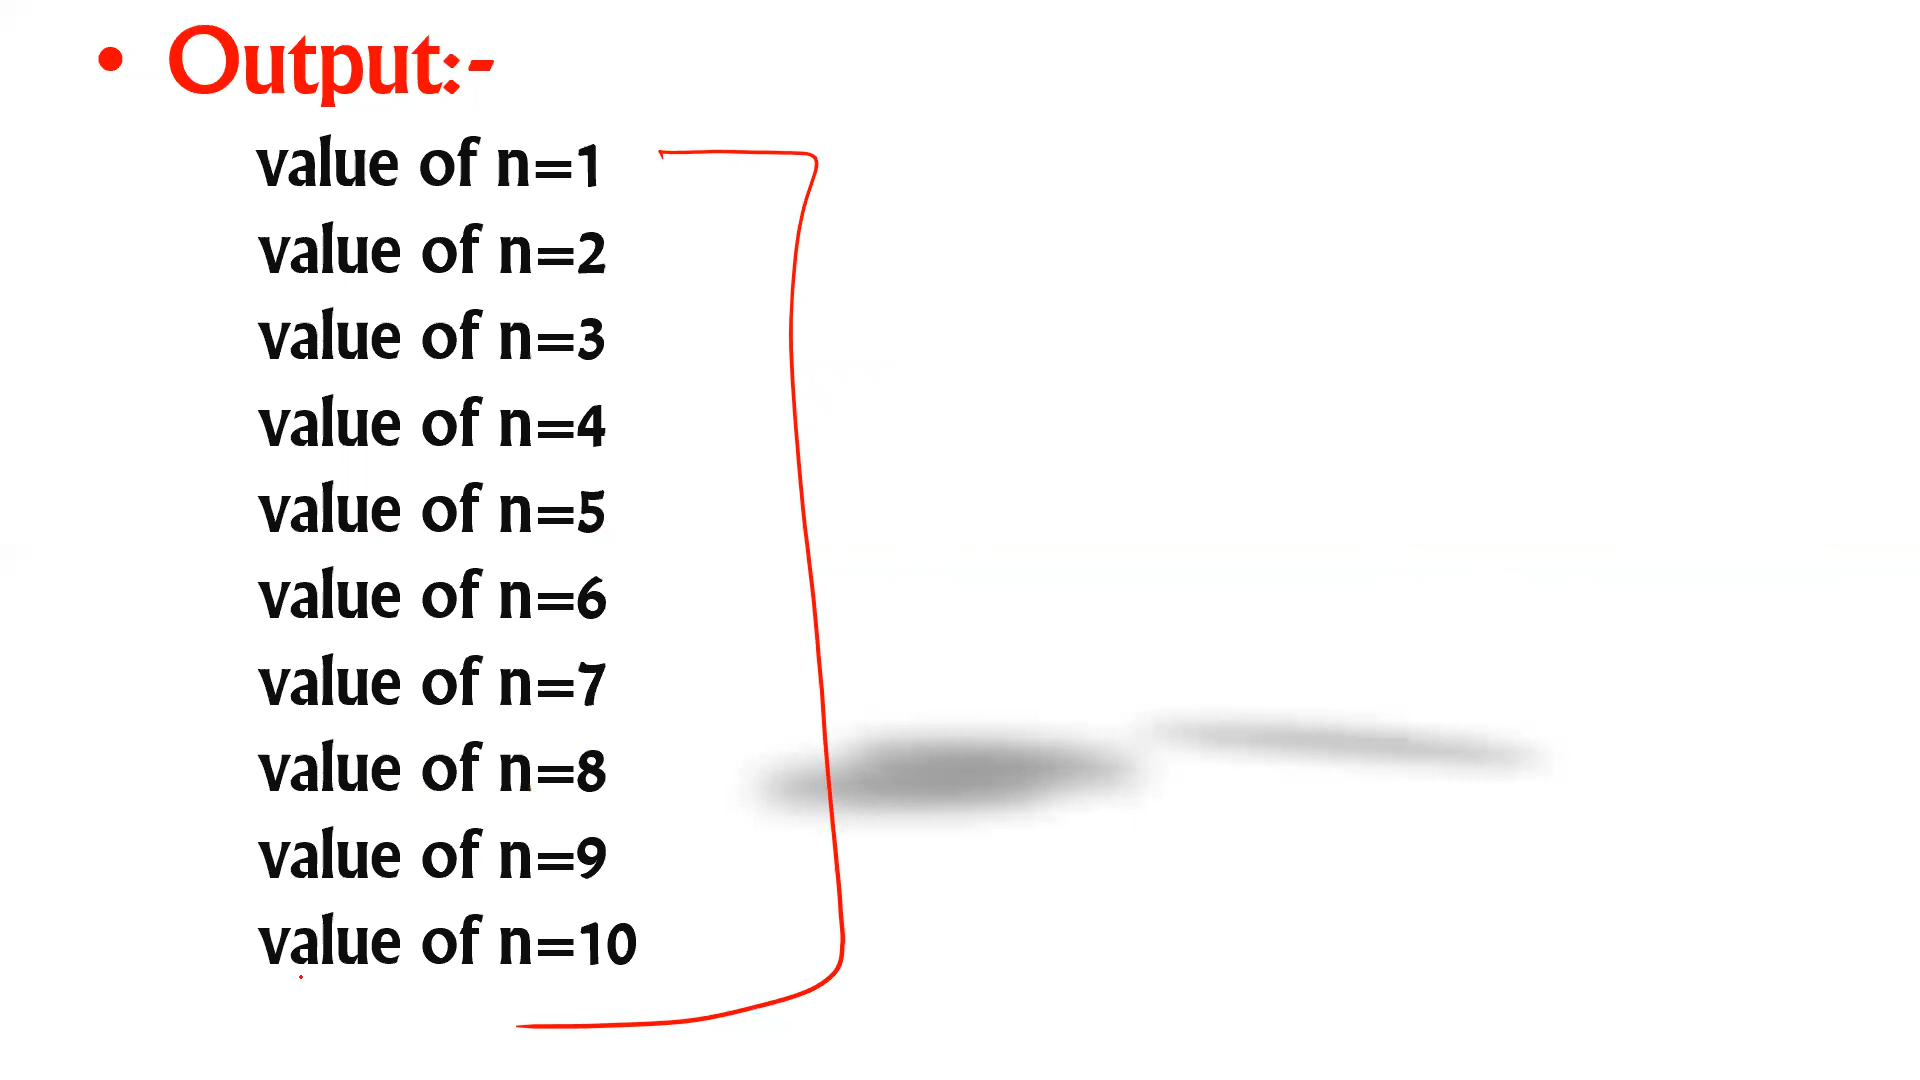 • Output:-
value of n=1
value of n=2
value of n=3
value of n=4
value of n=5
value of n=6
value of n=7
value of n=8
value of n=9
value of n=10